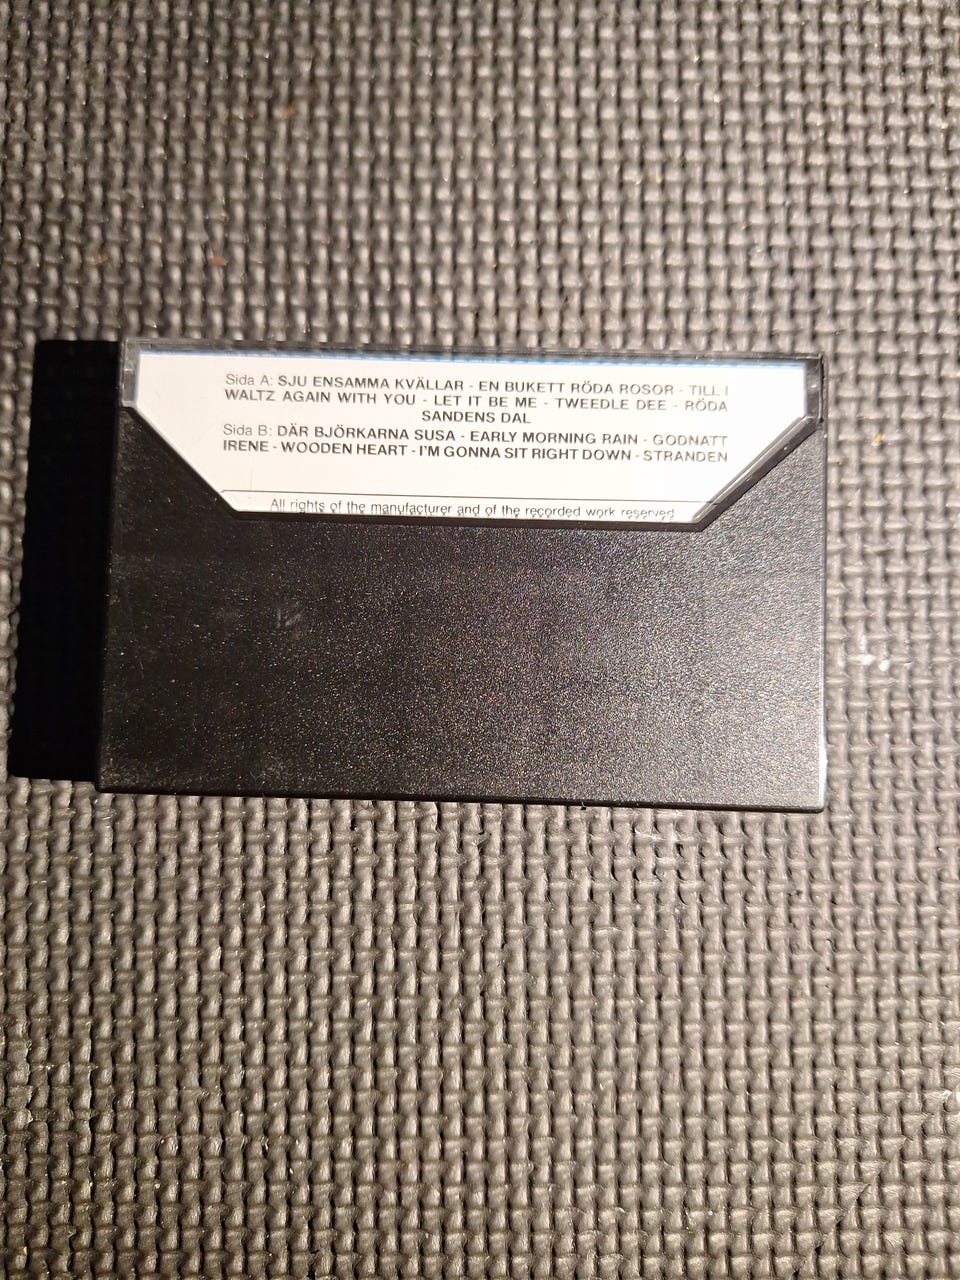 Sida A: SJU ENSAMMA KVÄLLAR - EN BUKETT RÖDA ROSOR - TILL I
WALTZ AGAIN WITH YOU - LET IT BE ME - TWEEDLE DEE - RÖDA
SANDENS DAL
Sida B: DÄR BJÖRKARNA SUSA - EARLY MORNING RAIN - GODNATT
IRENE - WOODEN HEART - I'M GONNA SIT RIGHT DOWN - STRANDEN
All rights of the manufacturer and of the recorded work reserved